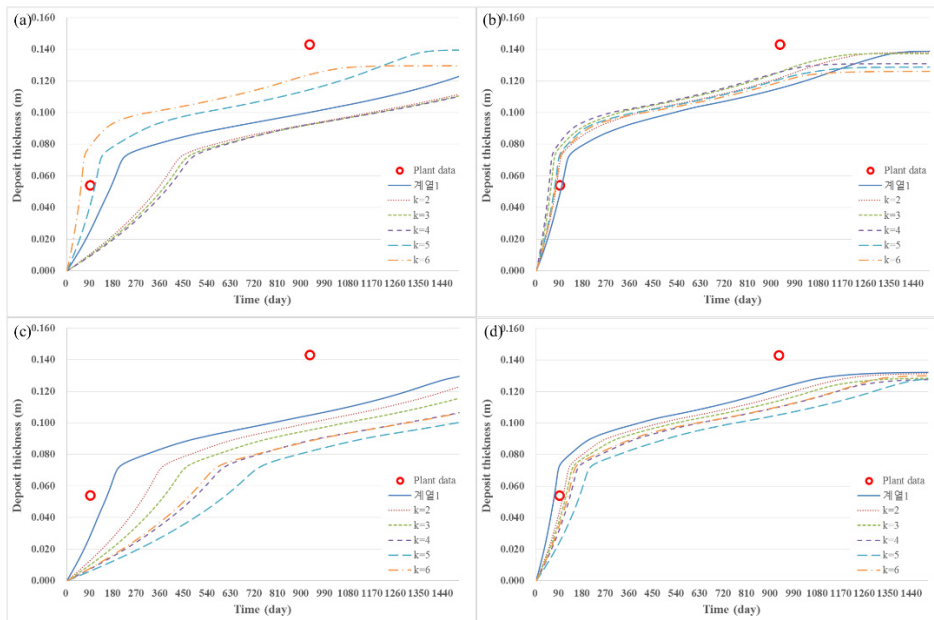 (a)
Deposit thickness (m)
0.160
0.140
0.120
0.100
0.080
0.060
0.040
0.020
0.000
Plant data
계열1
k=2
k=3
k=4
k=5
k=6
0 90 180 270 360 450 540 630 720 810 900 990 1080 1170 1260 1350 1440
Time (day)
(b)
Deposit thickness (m)
0.160
0.140
0.120
0.100
0.080
0.060
0.040
0.020
0.000
Plant data
계열1
k=2
k=3
k=4
k=5
k=6
0 90 180 270 360 450 540 630 720 810 900 990 1080 1170 1260 1350 1440
Time (day)
(c)
Deposit thickness (m)
0.160
0.140
0.120
0.100
0.080
0.060
0.040
0.020
0.000
Plant data
계열1
k=2
k=3
k=4
k=5
k=6
0 90 180 270 360 450 540 630 720 810 900 990 1080 1170 1260 1350 1440
Time (day)
(d)
Deposit thickness (m)
0.160
0.140
0.120
0.100
0.080
0.060
0.040
0.020
0.000
Plant data
계열1
k=2
k=3
k=4
k=5
k=6
0 90 180 270 360 450 540 630 720 810 900 990 1080 1170 1260 1350 1440
Time (day)